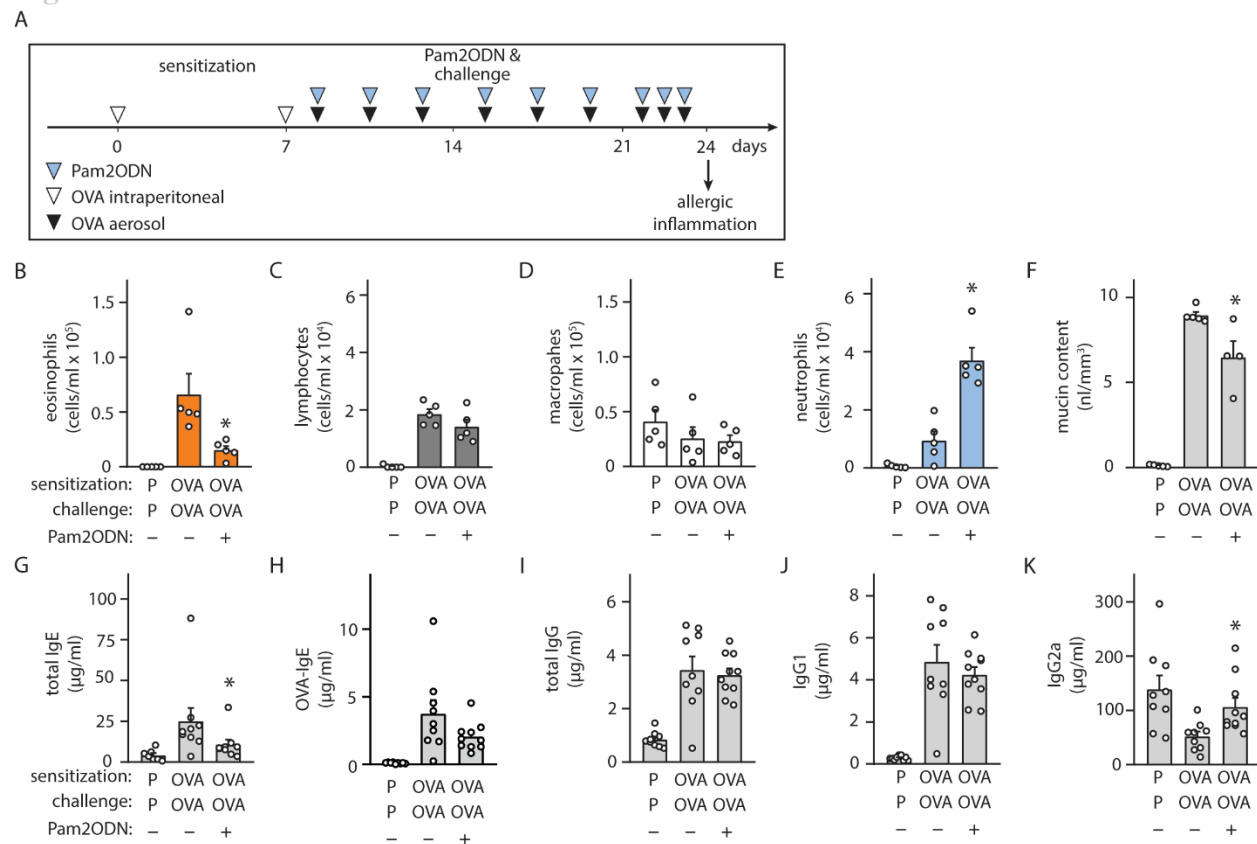 A
sensitization
Pam2ODN &
challenge
0 7 14 21 24 days
Pam2ODN
OVA intraperitoneal
OVA aerosol
allergic
inflammation
B
eosinophils
(cells/ml x 10⁵)
1.5
1.0
0.5
0
*
C
lymphocytes
(cells/ml x 10⁴)
6
4
2
0
D
macropahes
(cells/ml x 10⁵)
1.5
1.0
0.5
0
E
neutrophils
(cells/ml x 10⁴)
6
4
2
0
*
F
mucin content
(nl/mm³)
10
5
0
*
sensitization: P OVA OVA P OVA OVA P OVA OVA P OVA OVA P OVA OVA
challenge: P OVA OVA P OVA OVA P OVA OVA P OVA OVA P OVA OVA
Pam2ODN: – – + – – + – – + – – + – – +
G
total IgE
(μg/ml)
100
75
50
25
0
*
H
OVA-IgE
(μg/ml)
10
5
0
I
total IgG
(μg/ml)
6
4
2
0
J
IgG1
(μg/ml)
8
6
4
2
0
K
IgG2a
(μg/ml)
300
200
100
0
*
sensitization: P OVA OVA P OVA OVA P OVA OVA P OVA OVA P OVA OVA
challenge: P OVA OVA P OVA OVA P OVA OVA P OVA OVA P OVA OVA
Pam2ODN: – – + – – + – – + – – + – – +